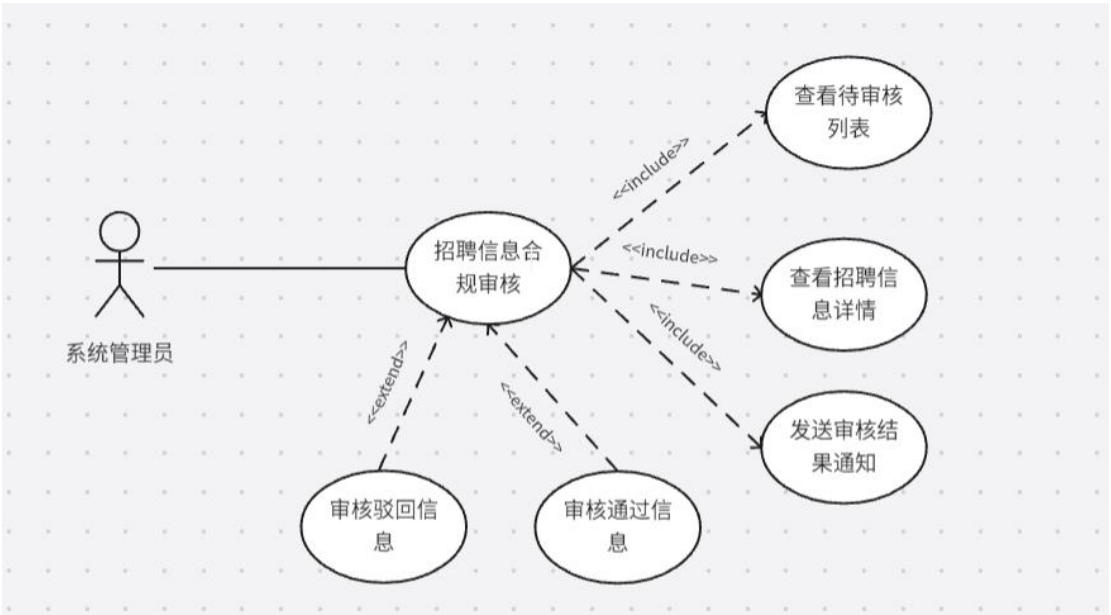 查看待审核
列表
<<include>>
招聘信息合
规审核
<<include>>
查看招聘信
息详情
系统管理员
<<include>>
<<extend>>
<<extend>>
发送审核结
果通知
审核驳回信
息
审核通过信
息